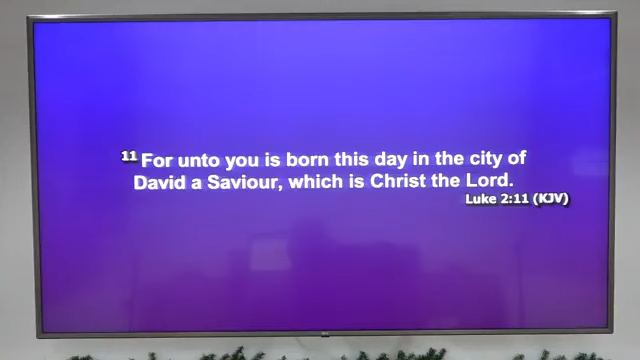 11 For unto you is born this day in the city of
David a Saviour, which is Christ the Lord.
Luke 2:11 (KJV)